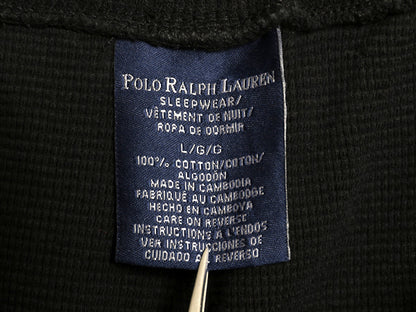 POLO RALPH LAUREN
SLEEPWEAR/
VÊTEMENT DE NUIT/
ROPA DE DORMIR
L/G/G
100% COTTON/COTON/
ALGODÓN
MADE IN CAMBODIA
FABRIQUÉ AU CAMBODGE
HECHO EN CAMBOYA
CARE ON REVERSE
INSTRUCTIONS A L'ENDOS
VER INSTRUCCIONES DE
CUIDADO AL REVERSO